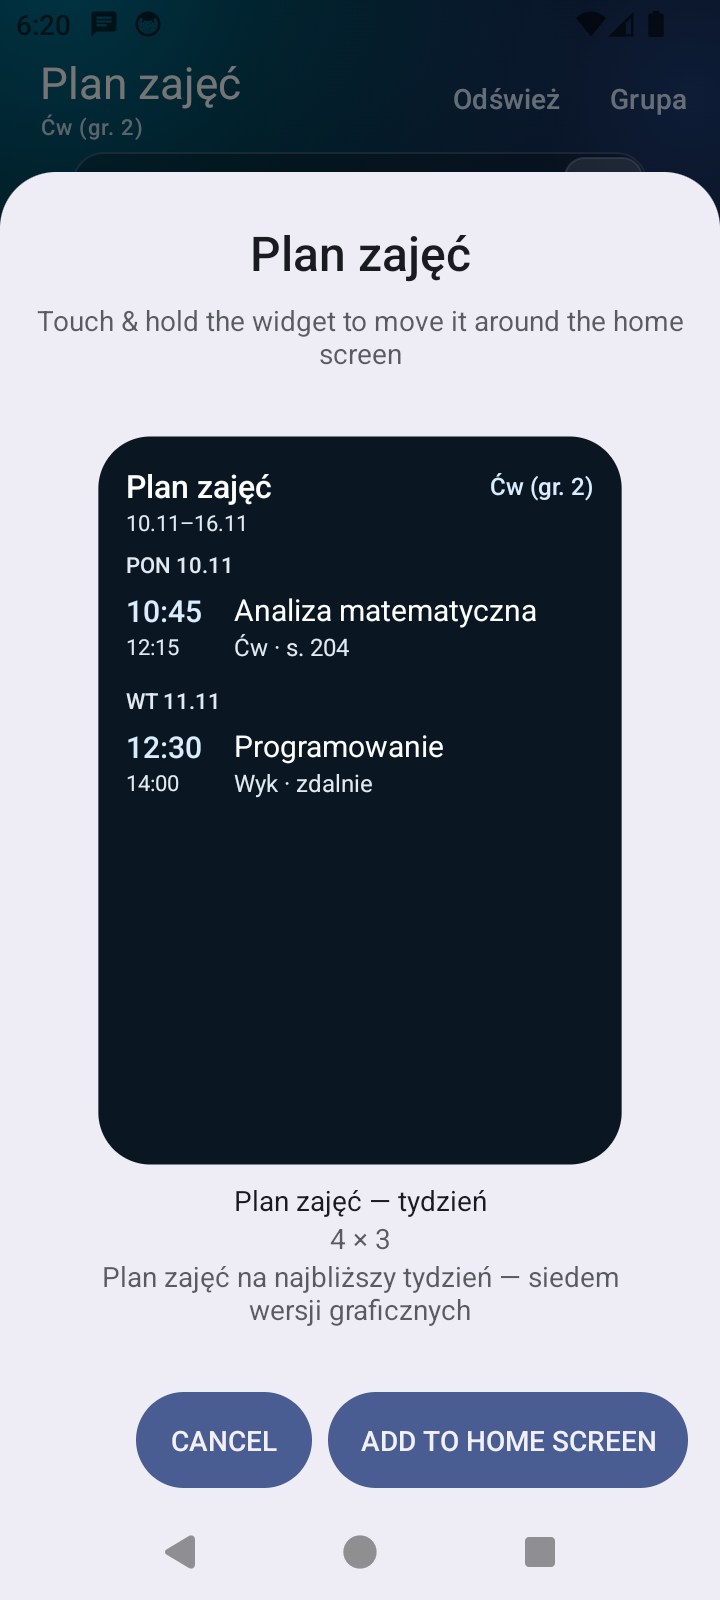 6:20
Plan zajęć
Odśwież
Grupa
Ćw (gr. 2)
Plan zajęć
Touch & hold the widget to move it around the home
screen
Plan zajęć
Ćw (gr. 2)
10.11–16.11
PON 10.11
10:45 Analiza matematyczna
12:15 Ćw · s. 204
WT 11.11
12:30 Programowanie
14:00 Wyk · zdalnie
Plan zajęć — tydzień
4 × 3
Plan zajęć na najbliższy tydzień — siedem
wersji graficznych
CANCEL
ADD TO HOME SCREEN